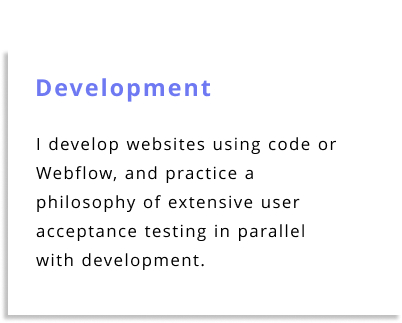 Development
I develop websites using code or
Webflow, and practice a
philosophy of extensive user
acceptance testing in parallel
with development.